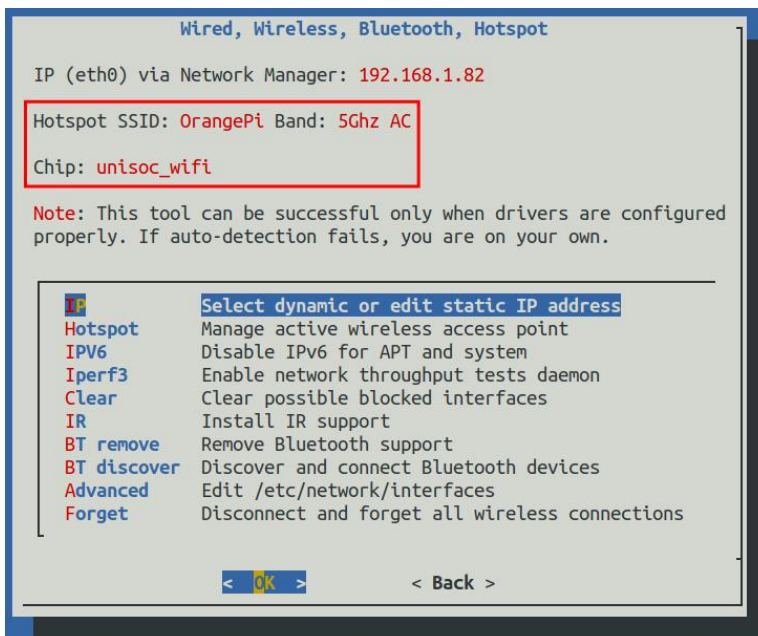 Wired, Wireless, Bluetooth, Hotspot
IP (eth0) via Network Manager: 192.168.1.82
Hotspot SSID: OrangePi Band: 5Ghz AC
Chip: unisoc_wifi
Note: This tool can be successful only when drivers are configured
properly. If auto-detection fails, you are on your own.
IP Select dynamic or edit static IP address
Hotspot Manage active wireless access point
IPV6 Disable IPv6 for APT and system
Iperf3 Enable network throughput tests daemon
Clear Clear possible blocked interfaces
IR Install IR support
BT remove Remove Bluetooth support
BT discover Discover and connect Bluetooth devices
Advanced Edit /etc/network/interfaces
Forget Disconnect and forget all wireless connections
< OK > < Back >